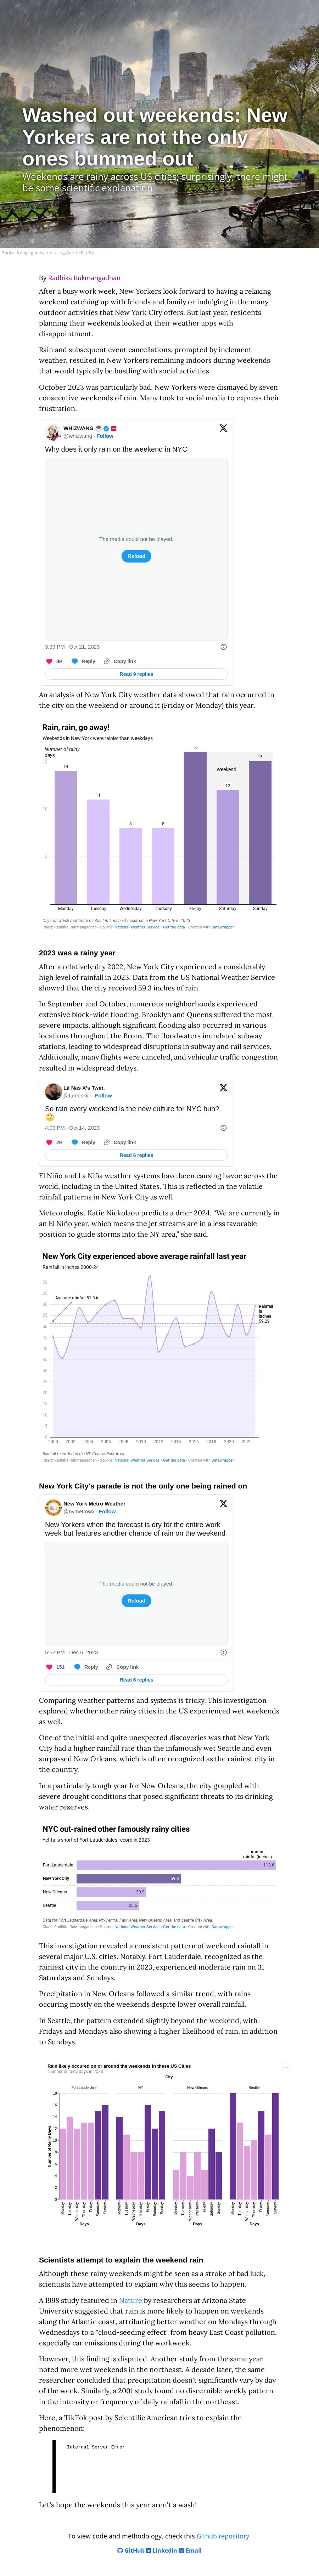 Washed out weekends: New
Yorkers are not the only
ones bummed out
Weekends are rainy across US cities; surprisingly, there might
be some scientific explanation
Photo: Image generated using Adobe Firefly
By Radhika Rukmangadhan
After a busy work week, New Yorkers look forward to having a relaxing
weekend catching up with friends and family or indulging in the many
outdoor activities that New York City offers. But last year, residents
planning their weekends looked at their weather apps with
disappointment.
Rain and subsequent event cancellations, prompted by inclement
weather, resulted in New Yorkers remaining indoors during weekends
that would typically be bustling with social activities.
October 2023 was particularly bad. New Yorkers were dismayed by seven
consecutive weekends of rain. Many took to social media to express their
frustration.
WHIZWANG
@whizwang · Follow
Why does it only rain on the weekend in NYC
The media could not be played.
Reload
3:39 PM · Oct 21, 2023
89 Reply Copy link
Read 9 replies
An analysis of New York City weather data showed that rain occurred in
the city on the weekend or around it (Friday or Monday) this year.
Rain, rain, go away!
Weekends in New York were rainier than weekdays
Number of rainy
days
15
10
5
14
11
8
8
16
Weekend
12
15
Monday Tuesday Wednesday Thursday Friday Saturday Sunday
Days on which moderate rainfall (>0.1 inches) occurred in New York City in 2023.
Chart: Radhika Rukmangadhan • Source: National Weather Service • Get the data • Created with Datawrapper
2023 was a rainy year
After a relatively dry 2022, New York City experienced a considerably
high level of rainfall in 2023. Data from the US National Weather Service
showed that the city received 59.3 inches of rain.
In September and October, numerous neighborhoods experienced
extensive block-wide flooding. Brooklyn and Queens suffered the most
severe impacts, although significant flooding also occurred in various
locations throughout the Bronx. The floodwaters inundated subway
stations, leading to widespread disruptions in subway and rail services.
Additionally, many flights were canceled, and vehicular traffic congestion
resulted in widespread delays.
Lil Nas X's Twin.
Follow
So rain every weekend is the new culture for NYC huh?
🙄
4:09 PM · Oct 14, 2023
29 Reply Copy link
Read 6 replies
El Niño and La Niña weather systems have been causing havoc across the
world, including in the United States. This is reflected in the volatile
rainfall patterns in New York City as well.
Meteorologist Katie Nickolaou predicts a drier 2024. “We are currently in
an El Niño year, which means the jet streams are in a less favorable
position to guide storms into the NY area,” she said.
New York City experienced above average rainfall last year
Rainfall in inches 2000-24
70
65
60
55
50
45
40
35
30
25
20
15
10
5
0
Average rainfall 51.3 in
Rainfall
in
inches
59.29
2000 2002 2004 2006 2008 2010 2012 2014 2016 2018 2020 2022
Rainfall recorded in the NY-Central Park Area
Chart: Radhika Rukmangadhan • Source: National Weather Service • Get the data • Created with Datawrapper
New York City's parade is not the only one being rained on
New York Metro Weather
@nymetrowx · Follow
New Yorkers when the forecast is dry for the entire work
week but features another chance of rain on the weekend
The media could not be played.
Reload
5:52 PM · Dec 6, 2023
151 Reply Copy link
Read 6 replies
Comparing weather patterns and systems is tricky. This investigation
explored whether other rainy cities in the US experienced wet weekends
as well.
One of the initial and quite unexpected discoveries was that New York
City had a higher rainfall rate than the infamously wet Seattle and even
surpassed New Orleans, which is often recognized as the rainiest city in
the country.
In a particularly tough year for New Orleans, the city grappled with
severe drought conditions that posed significant threats to its drinking
water reserves.
NYC out-rained other famously rainy cities
Yet falls short of Fort Lauderdale's record in 2023
Annual
rainfall(inches)
Fort Lauderdale 113.6
New York City 59.3
New Orleans 39.8
Seattle 35.6
Data for Fort Lauderdale Area, NY-Central Park Area, New Orleans Area, and Seattle City Area.
Chart: Radhika Rukmangadhan • Source: National Weather Service • Get the data • Created with Datawrapper
This investigation revealed a consistent pattern of weekend rainfall in
several major U.S. cities. Notably, Fort Lauderdale, recognized as the
rainiest city in the country in 2023, experienced moderate rain on 31
Saturdays and Sundays.
Precipitation in New Orleans followed a similar trend, with rains
occuring mostly on the weekends despite lower overall rainfall.
In Seattle, the pattern extended slightly beyond the weekend, with
Fridays and Mondays also showing a higher likelihood of rain, in addition
to Sundays.
Rain likely occured on or around the weekends in these US Cities
Number of rainy days in 2023
City
Fort Lauderdale NY New Orleans Seattle
Number of Rainy Days
18
16
14
12
10
8
6
4
2
0
Monday Tuesday Wednesday Thursday Friday Saturday Sunday
Monday Tuesday Wednesday Thursday Friday Saturday Sunday
Monday Tuesday Wednesday Thursday Friday Saturday Sunday
Monday Tuesday Wednesday Thursday Friday Saturday Sunday
Days Days Days Days
Scientists attempt to explain the weekend rain
Although these rainy weekends might be seen as a stroke of bad luck,
scientists have attempted to explain why this seems to happen.
A 1998 study featured in Nature by researchers at Arizona State
University suggested that rain is more likely to happen on weekends
along the Atlantic coast, attributing better weather on Mondays through
Wednesdays to a "cloud-seeding effect" from heavy East Coast pollution,
especially car emissions during the workweek.
However, this finding is disputed. Another study from the same year
noted more wet weekends in the northeast. A decade later, the same
researcher concluded that precipitation doesn't significantly vary by day
of the week. Similarly, a 2001 study found no discernible weekly pattern
in the intensity or frequency of daily rainfall in the northeast.
Here, a TikTok post by Scientific American tries to explain the
phenomenon:
Internal Server Error
Let's hope the weekends this year aren't a wash!
To view code and methodology, check this Github repository.
GitHub LinkedIn Email